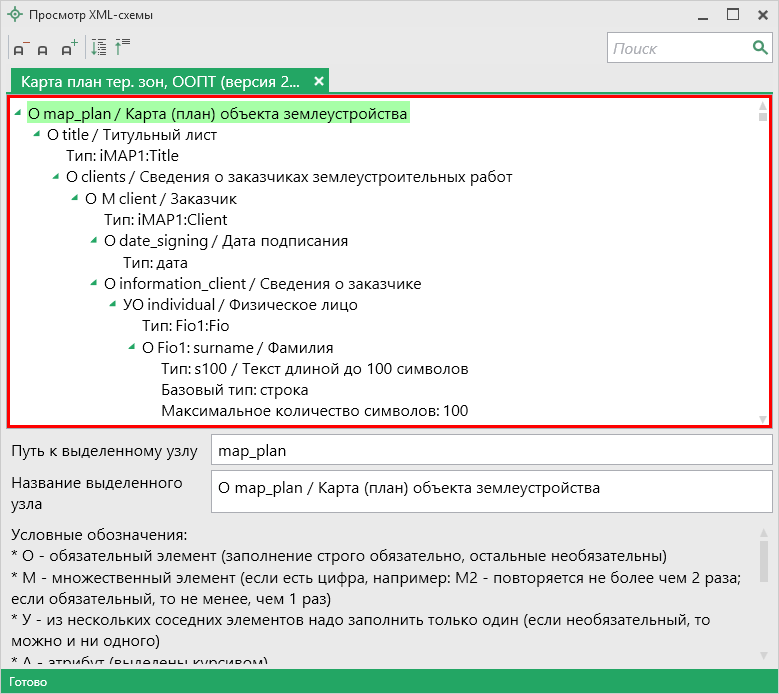 Просмотр XML-схемы
Поиск
Карта план тер. зон, ООПТ (версия 2...
О map_plan / Карта (план) объекта землеустройства
О title / Титульный лист
Тип: iMAP1:Title
О clients / Сведения о заказчиках землеустроительных работ
О М client / Заказчик
Тип: iMAP1:Client
О date_signing / Дата подписания
Тип: дата
О information_client / Сведения о заказчике
УО individual / Физическое лицо
Тип: Fio1:Fio
О Fio1: surname / Фамилия
Тип: s100 / Текст длиной до 100 символов
Базовый тип: строка
Максимальное количество символов: 100
Путь к выделенному узлу
map_plan
Название выделенного
узла
О map_plan / Карта (план) объекта землеустройства
Условные обозначения:
* О - обязательный элемент (заполнение строго обязательно, остальные необязательны)
* М - множественный элемент (если есть цифра, например: М2 - повторяется не более чем 2 раза;
если обязательный, то не менее, чем 1 раз)
* У - из нескольких соседних элементов надо заполнить только один (если необязательный, то
можно и ни одного)
* А - атрибут (выделены курсивом)
Готово